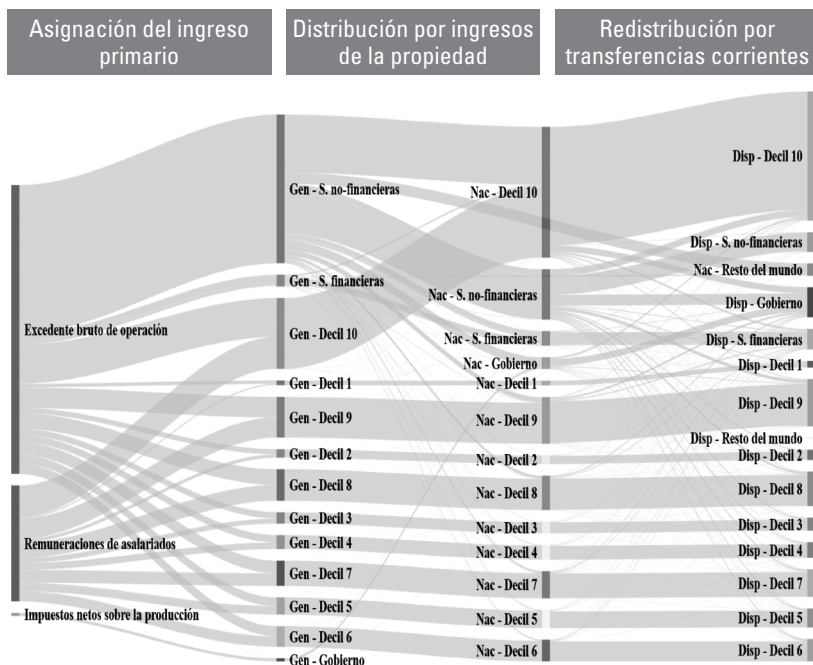 Asignación del ingreso
primario
Distribución por ingresos
de la propiedad
Redistribución por
transferencias corrientes
Excedente bruto de operación
Remuneraciones de asalariados
Impuestos netos sobre la producción
Gen - S. no-financieras
Gen - S. financieras
Gen - Decil 10
Gen - Decil 1
Gen - Decil 9
Gen - Decil 2
Gen - Decil 8
Gen - Decil 3
Gen - Decil 4
Gen - Decil 7
Gen - Decil 5
Gen - Decil 6
Gen - Gobierno
Nac - Decil 10
Nac - S. no-financieras
Nac - S. financieras
Nac - Gobierno
Nac - Decil 1
Nac - Decil 9
Nac - Decil 2
Nac - Decil 8
Nac - Decil 3
Nac - Decil 4
Nac - Decil 7
Nac - Decil 5
Nac - Decil 6
Disp - Decil 10
Disp - S. no-financieras
Nac - Resto del mundo
Disp - Gobierno
Disp - S. financieras
Disp - Decil 1
Disp - Decil 9
Disp - Resto del mundo
Disp - Decil 2
Disp - Decil 8
Disp - Decil 3
Disp - Decil 4
Disp - Decil 7
Disp - Decil 5
Disp - Decil 6